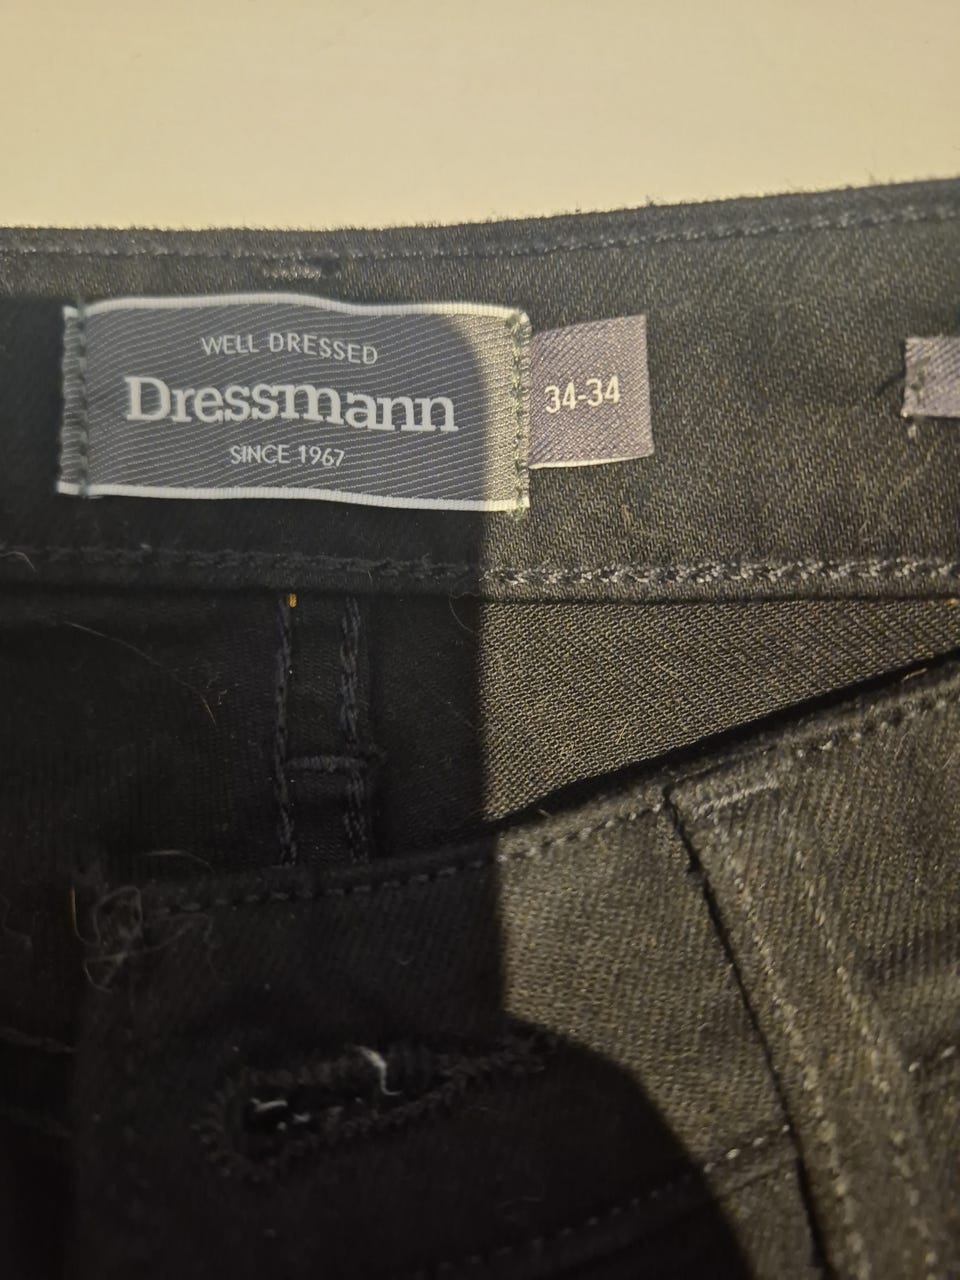 WELL DRESSED
Dressmann
SINCE 1967
34-34